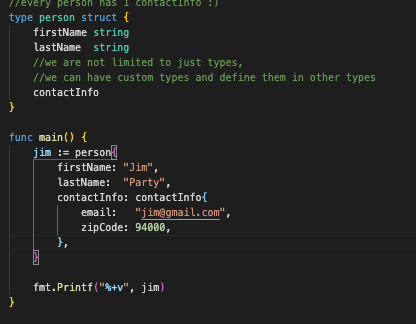 //every person has 1 contactInfo :)
type person struct {
    firstName string
    lastName  string
    //we are not limited to just types,
    //we can have custom types and define them in other types
    contactInfo
}

func main() {
    jim := person{
        firstName: "Jim",
        lastName:  "Party",
        contactInfo: contactInfo{
            email:   "jim@gmail.com",
            zipCode: 94000,
        },
    }

    fmt.Printf("%+v", jim)
}